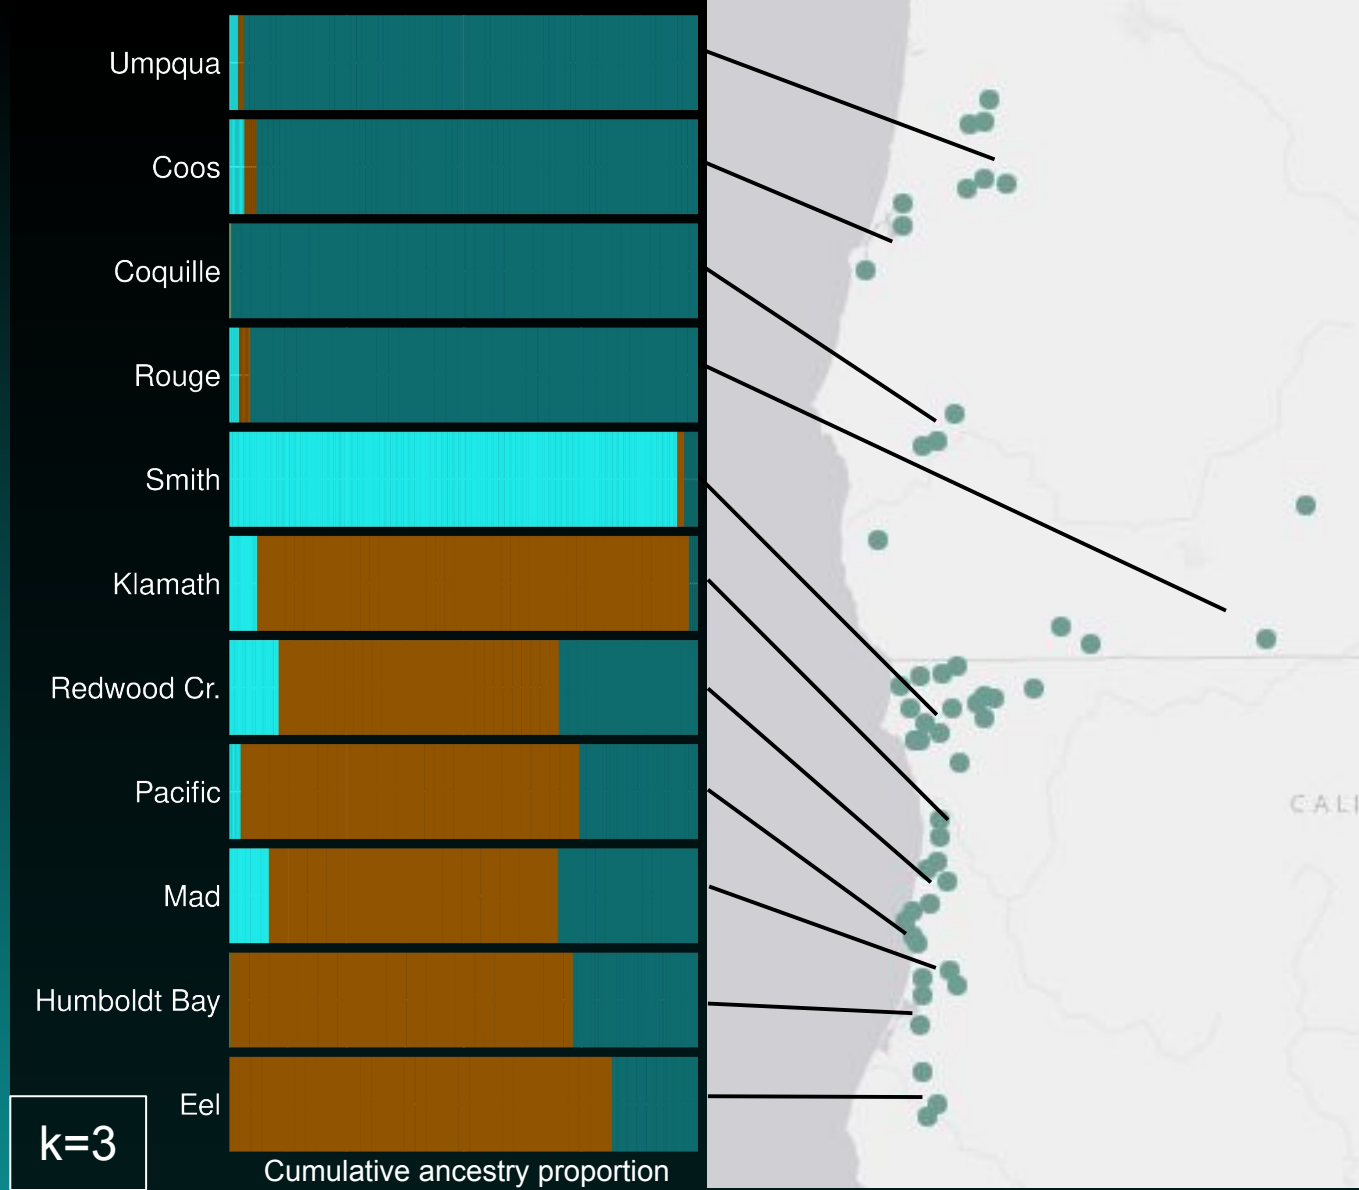 Umpqua
Coos
Coquille
Rouge
Smith
Klamath
Redwood Cr.
Pacific
Mad
Humboldt Bay
Eel
k=3
Cumulative ancestry proportion
CALI